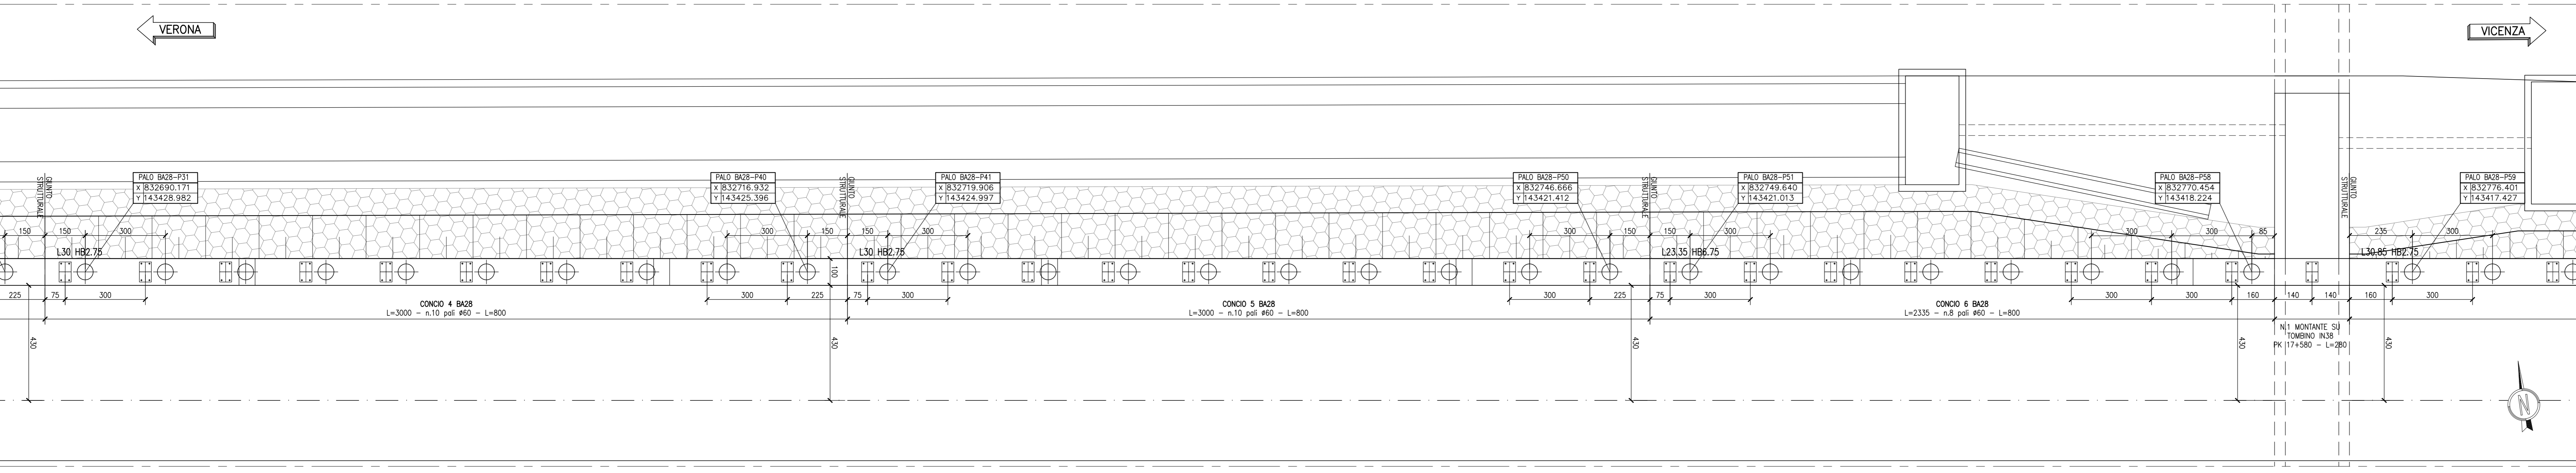 VERONA
VICENZA
PALO BA28-P31
X 832690.171
Y 143428.982
PALO BA28-P40
X 832716.932
Y 143425.396
PALO BA28-P41
X 832719.906
Y 143424.997
PALO BA28-P50
X 832746.666
Y 143421.412
PALO BA28-P51
X 832749.640
Y 143421.013
PALO BA28-P58
X 832770.454
Y 143418.224
PALO BA28-P59
X 832776.401
Y 143417.427
GIUNTO
STRUTTURALE
GIUNTO
STRUTTURALE
GIUNTO
STRUTTURALE
GIUNTO
STRUTTURALE
150 150 300 300 150 150 300 300 150 150 300 300 300 85 235 300
L30 HB2.75
L30 HB2.75
L23,35 HB6.75
L30,85 HB2.75
100
225 75 300 300 225 75 300 300 225 75 300 300 300 160 140 140 160 300
CONCIO 4 BA28
L=3000 - n.10 pali ø60 - L=800
CONCIO 5 BA28
L=3000 - n.10 pali ø60 - L=800
CONCIO 6 BA28
L=2335 - n.8 pali ø60 - L=800
N.1 MONTANTE SU
TOMBINO IN38
PK 17+580 - L=280
430 430 430 430 430
N